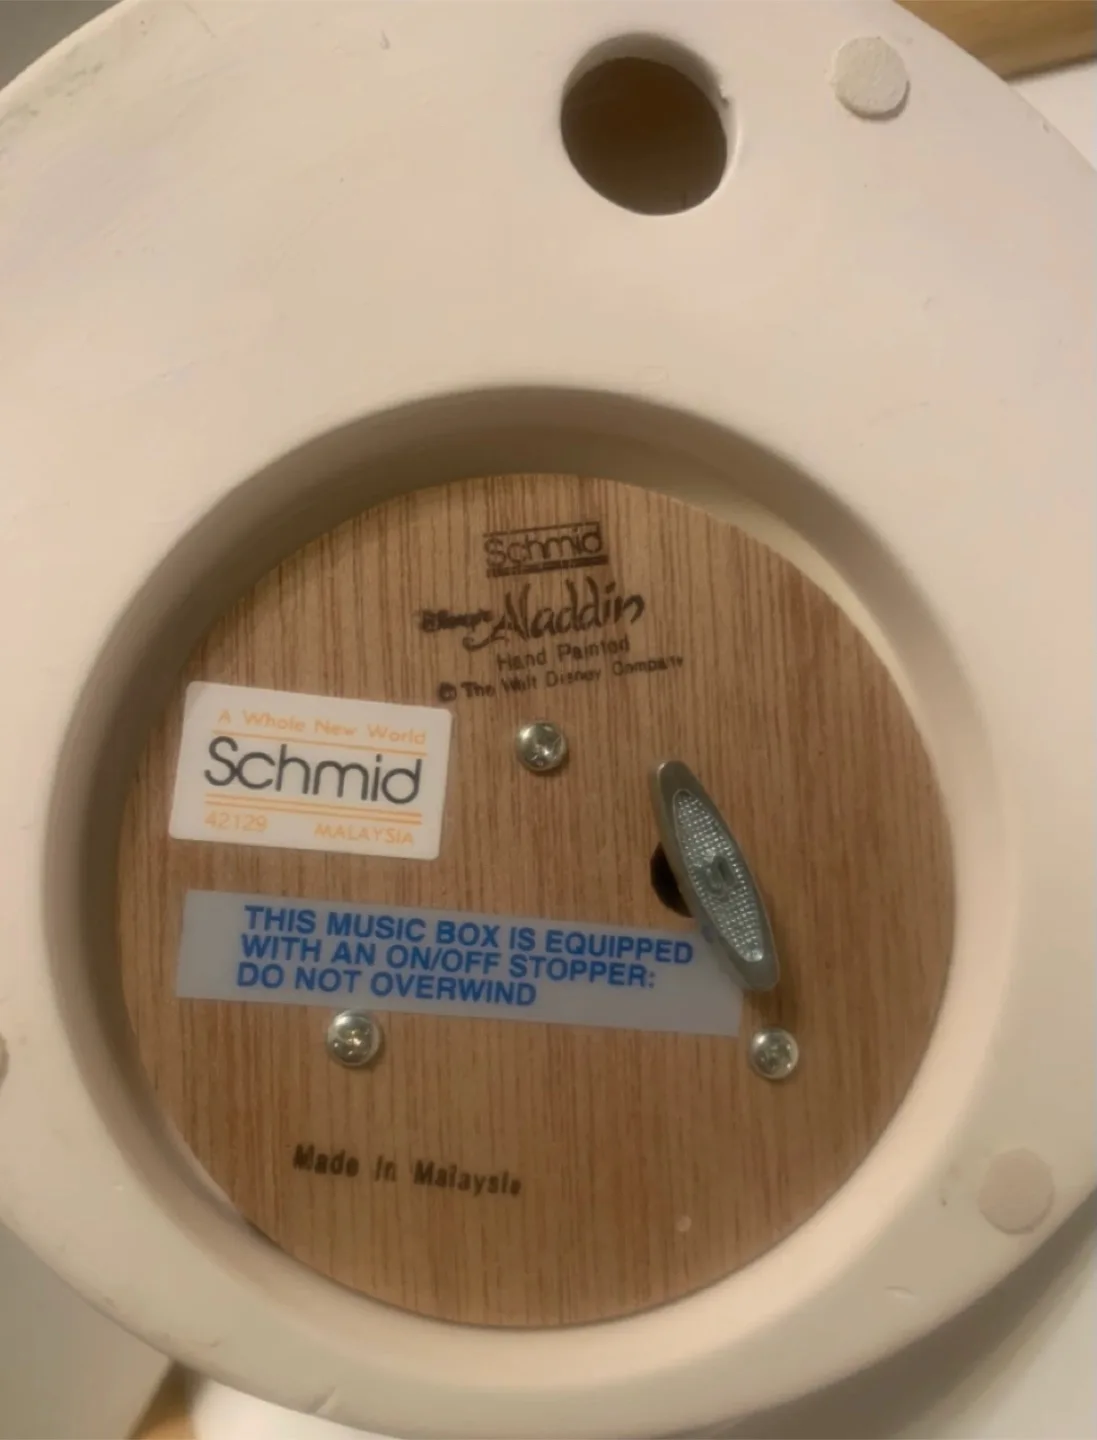 Schmid
Disney's Aladdin
Hand Painted
© The Walt Disney Company
A Whole New World
Schmid
42129 MALAYSIA
THIS MUSIC BOX IS EQUIPPED
WITH AN ON/OFF STOPPER:
DO NOT OVERWIND
Made in Malaysia